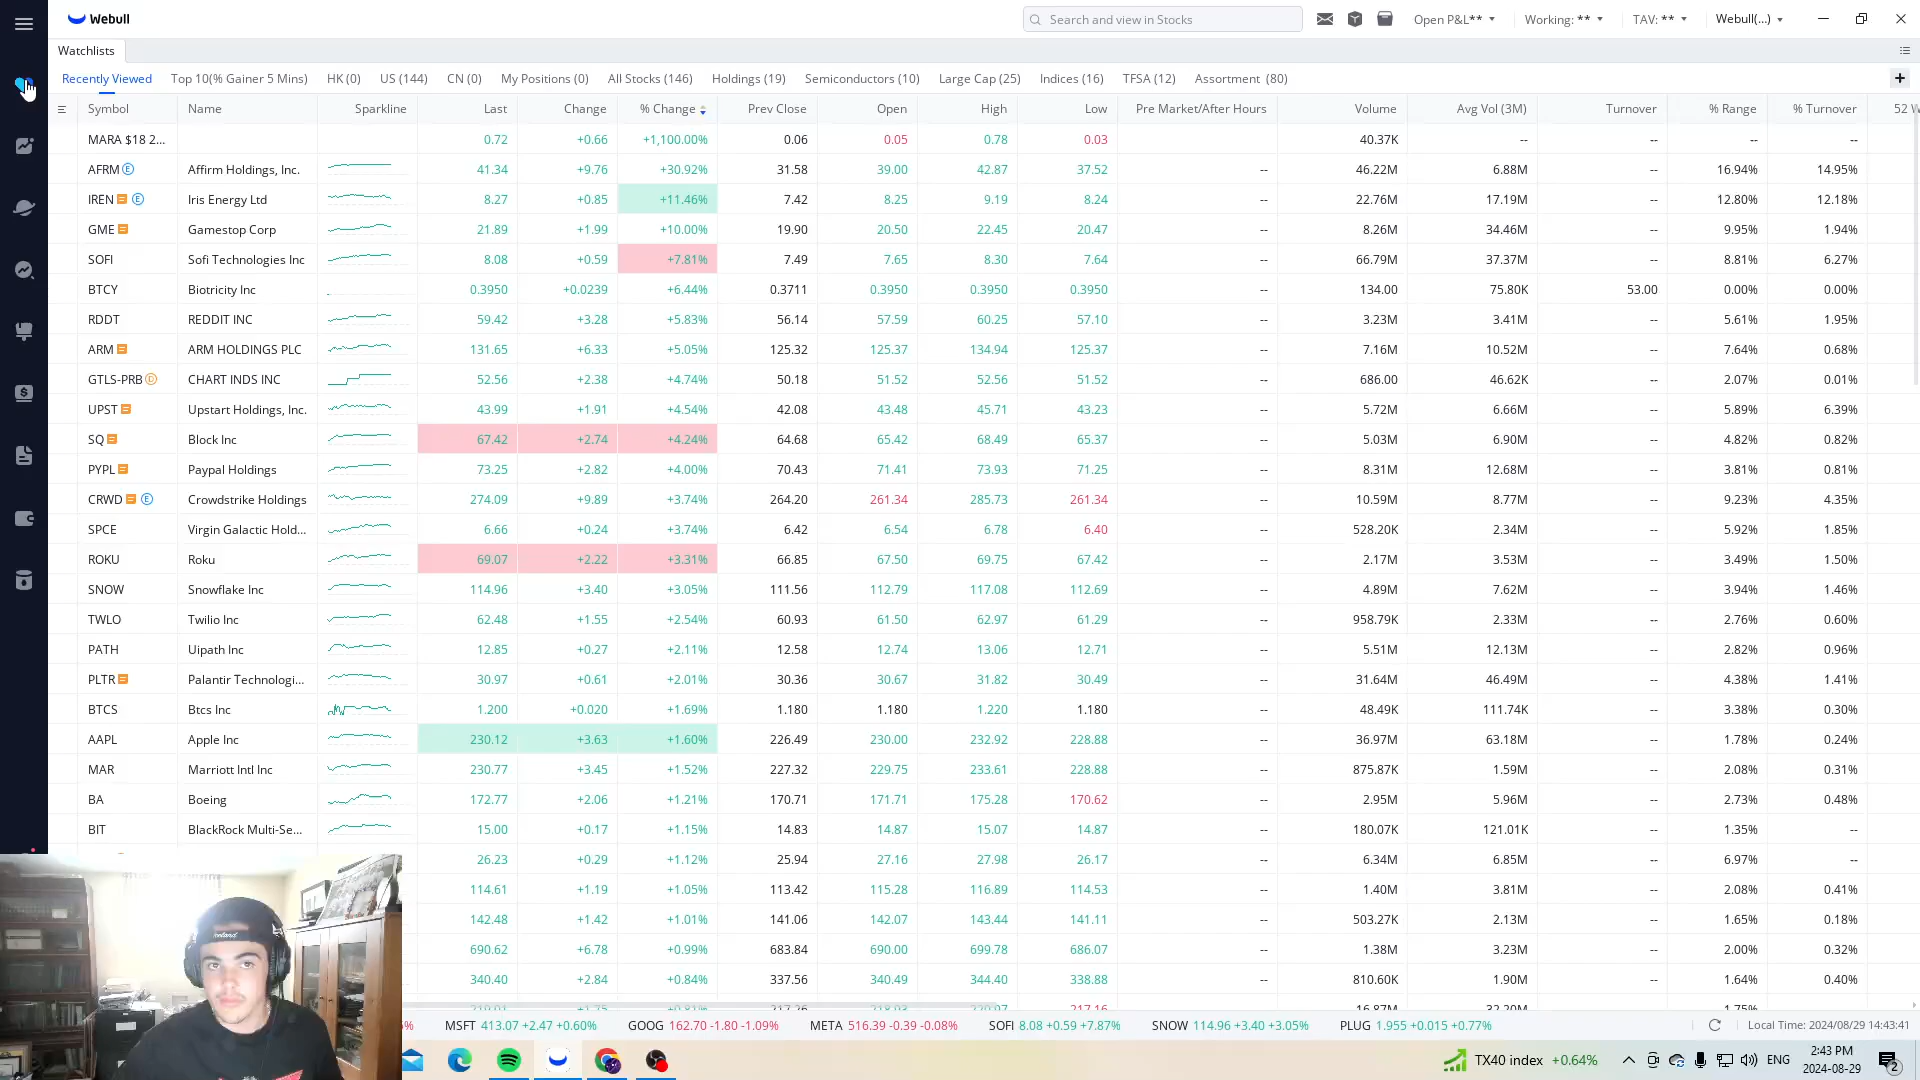 Webull
Search and view in Stocks
Open P&L**
Working: **
TAV: **
Webull(...)
Watchlists
Recently Viewed Top 10(% Gainer 5 Mins) HK (0) US (144) CN (0) My Positions (0) All Stocks (146) Holdings (19) Semiconductors (10) Large Cap (25) Indices (16) TFSA (12) Assortment (80)
Symbol Name Sparkline Last Change % Change Prev Close Open High Low Pre Market/After Hours Volume Avg Vol (3M) Turnover % Range % Turnover 52 W
MARA $18 2... 0.72 +0.66 +1,100.00% 0.06 0.05 0.78 0.03 40.37K -- -- -- --
AFRM E Affirm Holdings, Inc. 41.34 +9.76 +30.92% 31.58 39.00 42.87 37.52 -- 46.22M 6.88M -- 16.94% 14.95%
IREN E Iris Energy Ltd 8.27 +0.85 +11.46% 7.42 8.25 9.19 8.24 -- 22.76M 17.19M -- 12.80% 12.18%
GME Gamestop Corp 21.89 +1.99 +10.00% 19.90 20.50 22.45 20.47 -- 8.26M 34.46M -- 9.95% 1.94%
SOFI Sofi Technologies Inc 8.08 +0.59 +7.81% 7.49 7.65 8.30 7.64 -- 66.79M 37.37M -- 8.81% 6.27%
BTCY Biotricity Inc 0.3950 +0.0239 +6.44% 0.3711 0.3950 0.3950 0.3950 -- 134.00 75.80K 53.00 0.00% 0.00%
RDDT REDDIT INC 59.42 +3.28 +5.83% 56.14 57.59 60.25 57.10 -- 3.23M 3.41M -- 5.61% 1.95%
ARM ARM HOLDINGS PLC 131.65 +6.33 +5.05% 125.32 125.37 134.94 125.37 -- 7.16M 10.52M -- 7.64% 0.68%
GTLS-PRB D CHART INDS INC 52.56 +2.38 +4.74% 50.18 51.52 52.56 51.52 -- 686.00 46.62K -- 2.07% 0.01%
UPST Upstart Holdings, Inc. 43.99 +1.91 +4.54% 42.08 43.48 45.71 43.23 -- 5.72M 6.66M -- 5.89% 6.39%
SQ Block Inc 67.42 +2.74 +4.24% 64.68 65.42 68.49 65.37 -- 5.03M 6.90M -- 4.82% 0.82%
PYPL Paypal Holdings 73.25 +2.82 +4.00% 70.43 71.41 73.93 71.25 -- 8.31M 12.68M -- 3.81% 0.81%
CRWD E Crowdstrike Holdings 274.09 +9.89 +3.74% 264.20 261.34 285.73 261.34 -- 10.59M 8.77M -- 9.23% 4.35%
SPCE Virgin Galactic Hold... 6.66 +0.24 +3.74% 6.42 6.54 6.78 6.40 -- 528.20K 2.34M -- 5.92% 1.85%
ROKU Roku 69.07 +2.22 +3.31% 66.85 67.50 69.75 67.42 -- 2.17M 3.53M -- 3.49% 1.50%
SNOW Snowflake Inc 114.96 +3.40 +3.05% 111.56 112.79 117.08 112.69 -- 4.89M 7.62M -- 3.94% 1.46%
TWLO Twilio Inc 62.48 +1.55 +2.54% 60.93 61.50 62.97 61.29 -- 958.79K 2.33M -- 2.76% 0.60%
PATH Uipath Inc 12.85 +0.27 +2.11% 12.58 12.74 13.06 12.71 -- 5.51M 12.13M -- 2.82% 0.96%
PLTR Palantir Technologi... 30.97 +0.61 +2.01% 30.36 30.67 31.82 30.49 -- 31.64M 46.49M -- 4.38% 1.41%
BTCS Btcs Inc 1.200 +0.020 +1.69% 1.180 1.180 1.220 1.180 -- 48.49K 111.74K -- 3.38% 0.30%
AAPL Apple Inc 230.12 +3.63 +1.60% 226.49 230.00 232.92 228.88 -- 36.97M 63.18M -- 1.78% 0.24%
MAR Marriott Intl Inc 230.77 +3.45 +1.52% 227.32 229.75 233.61 228.88 -- 875.87K 1.59M -- 2.08% 0.31%
BA Boeing 172.77 +2.06 +1.21% 170.71 171.71 175.28 170.62 -- 2.95M 5.96M -- 2.73% 0.48%
BIT BlackRock Multi-Se... 15.00 +0.17 +1.15% 14.83 14.87 15.07 14.87 -- 180.07K 121.01K -- 1.35% --
26.23 +0.29 +1.12% 25.94 27.16 27.98 26.17 -- 6.34M 6.85M -- 6.97% --
114.61 +1.19 +1.05% 113.42 115.28 116.89 114.53 -- 1.40M 3.81M -- 2.08% 0.41%
142.48 +1.42 +1.01% 141.06 142.07 143.44 141.11 -- 503.27K 2.13M -- 1.65% 0.18%
690.62 +6.78 +0.99% 683.84 690.00 699.78 686.07 -- 1.38M 3.23M -- 2.00% 0.32%
340.40 +2.84 +0.84% 337.56 340.49 344.40 338.88 -- 810.60K 1.90M -- 1.64% 0.40%
Iceland
MSFT 413.07 +2.47 +0.60% GOOG 162.70 -1.80 -1.09% META 516.39 -0.39 -0.08% SOFI 8.08 +0.59 +7.87% SNOW 114.96 +3.40 +3.05% PLUG 1.955 +0.015 +0.77% Local Time: 2024/08/29 14:43:41
TX40 index +0.64% ENG 2:43 PM
2024-08-29 2